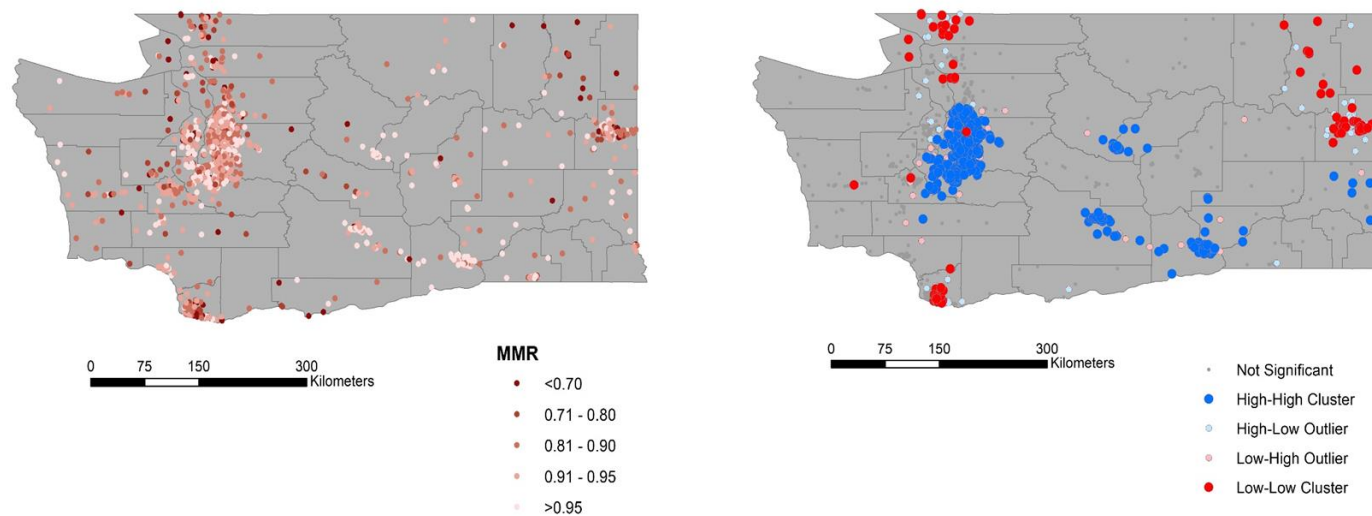 0 75 150 300
Kilometers
MMR
<0.70
0.71 - 0.80
0.81 - 0.90
0.91 - 0.95
>0.95
0 75 150 300
Kilometers
Not Significant
High-High Cluster
High-Low Outlier
Low-High Outlier
Low-Low Cluster